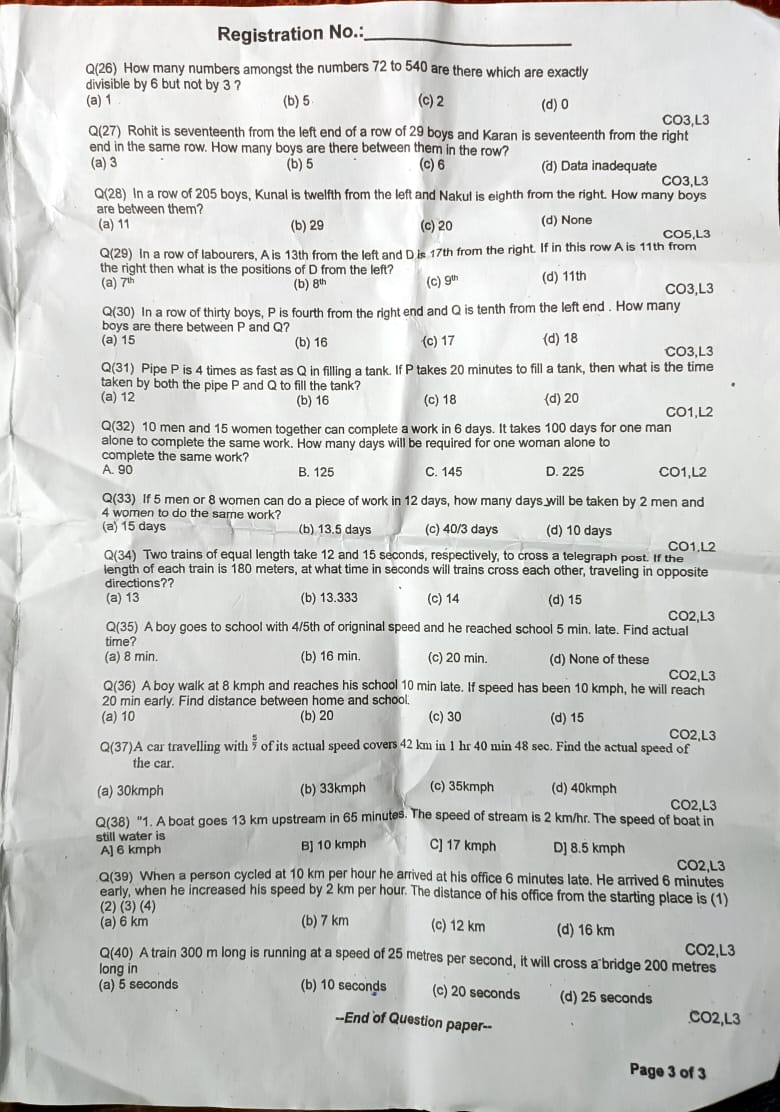 Registration No.:____________________
Q(26) How many numbers amongst the numbers 72 to 540 are there which are exactly
divisible by 6 but not by 3 ?
(a) 1 (b) 5 (c) 2 (d) 0
CO3,L3
Q(27) Rohit is seventeenth from the left end of a row of 29 boys and Karan is seventeenth from the right
end in the same row. How many boys are there between them in the row?
(a) 3 (b) 5 (c) 6 (d) Data inadequate
CO3,L3
Q(28) In a row of 205 boys, Kunal is twelfth from the left and Nakul is eighth from the right. How many boys
are between them?
(a) 11 (b) 29 (c) 20 (d) None
CO5,L3
Q(29) In a row of labourers, A is 13th from the left and D is 17th from the right. If in this row A is 11th from
the right then what is the positions of D from the left?
(a) 7th (b) 8th (c) 9th (d) 11th
CO3,L3
Q(30) In a row of thirty boys, P is fourth from the right end and Q is tenth from the left end . How many
boys are there between P and Q?
(a) 15 (b) 16 (c) 17 (d) 18
CO3,L3
Q(31) Pipe P is 4 times as fast as Q in filling a tank. If P takes 20 minutes to fill a tank, then what is the time
taken by both the pipe P and Q to fill the tank?
(a) 12 (b) 16 (c) 18 (d) 20
CO1,L2
Q(32) 10 men and 15 women together can complete a work in 6 days. It takes 100 days for one man
alone to complete the same work. How many days will be required for one woman alone to
complete the same work?
A. 90 B. 125 C. 145 D. 225 CO1,L2
Q(33) If 5 men or 8 women can do a piece of work in 12 days, how many days will be taken by 2 men and
4 women to do the same work?
(a) 15 days (b) 13.5 days (c) 40/3 days (d) 10 days
CO1,L2
Q(34) Two trains of equal length take 12 and 15 seconds, respectively, to cross a telegraph post. If the
length of each train is 180 meters, at what time in seconds will trains cross each other, traveling in opposite
directions??
(a) 13 (b) 13.333 (c) 14 (d) 15
CO2,L3
Q(35) A boy goes to school with 4/5th of origninal speed and he reached school 5 min. late. Find actual
time?
(a) 8 min. (b) 16 min. (c) 20 min. (d) None of these
CO2,L3
Q(36) A boy walk at 8 kmph and reaches his school 10 min late. If speed has been 10 kmph, he will reach
20 min early. Find distance between home and school.
(a) 10 (b) 20 (c) 30 (d) 15
CO2,L3
Q(37)A car travelling with 5/7 of its actual speed covers 42 km in 1 hr 40 min 48 sec. Find the actual speed of
the car.
(a) 30kmph (b) 33kmph (c) 35kmph (d) 40kmph
CO2,L3
Q(38) "1. A boat goes 13 km upstream in 65 minutes. The speed of stream is 2 km/hr. The speed of boat in
still water is
A] 6 kmph B] 10 kmph C] 17 kmph D] 8.5 kmph
CO2,L3
Q(39) When a person cycled at 10 km per hour he arrived at his office 6 minutes late. He arrived 6 minutes
early, when he increased his speed by 2 km per hour. The distance of his office from the starting place is (1)
(2) (3) (4)
(a) 6 km (b) 7 km (c) 12 km (d) 16 km
CO2,L3
Q(40) A train 300 m long is running at a speed of 25 metres per second, it will cross a bridge 200 metres
long in
(a) 5 seconds (b) 10 seconds (c) 20 seconds (d) 25 seconds
CO2,L3
--End of Question paper--
Page 3 of 3